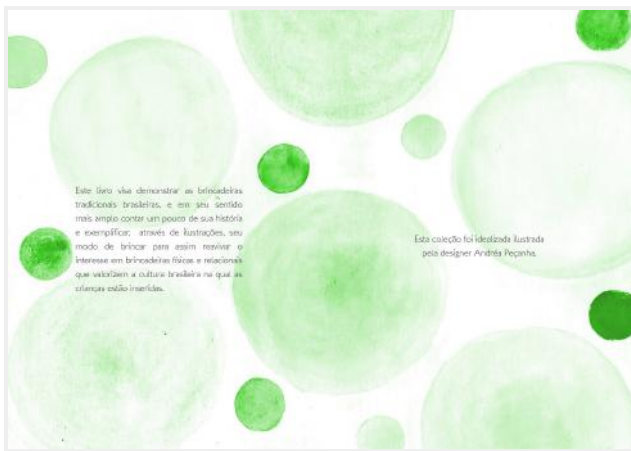 Este livro visa demonstrar as brincadeiras
tradicionais brasileiras, e em seu sentido
mais amplo contar um pouco de sua história
e exemplificar, através de ilustrações, seu
modo de brincar para assim reavivar o
interesse em brincadeiras físicas e relacionais
que valorizem a cultura brasileira na qual as
crianças estão inseridas.
Esta coleção foi idealizada ilustrada
pela designer Andréa Peçanha.